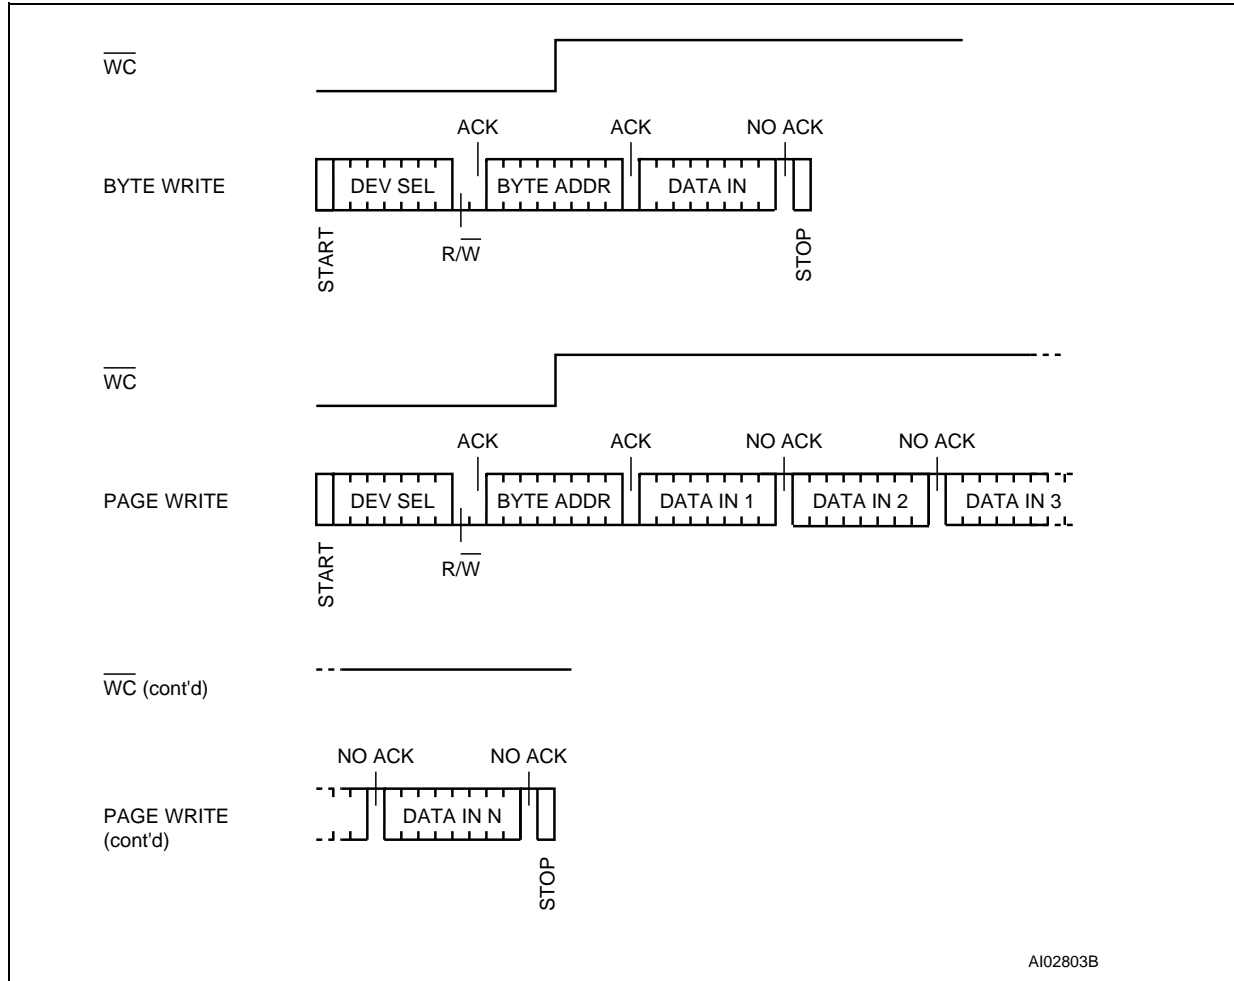 WC
ACK ACK NO ACK
BYTE WRITE DEV SEL BYTE ADDR DATA IN
START R/W STOP
WC
ACK ACK NO ACK NO ACK
PAGE WRITE DEV SEL BYTE ADDR DATA IN 1 DATA IN 2 DATA IN 3
START R/W
WC (cont'd)
NO ACK NO ACK
PAGE WRITE (cont'd) DATA IN N
STOP
AI02803B